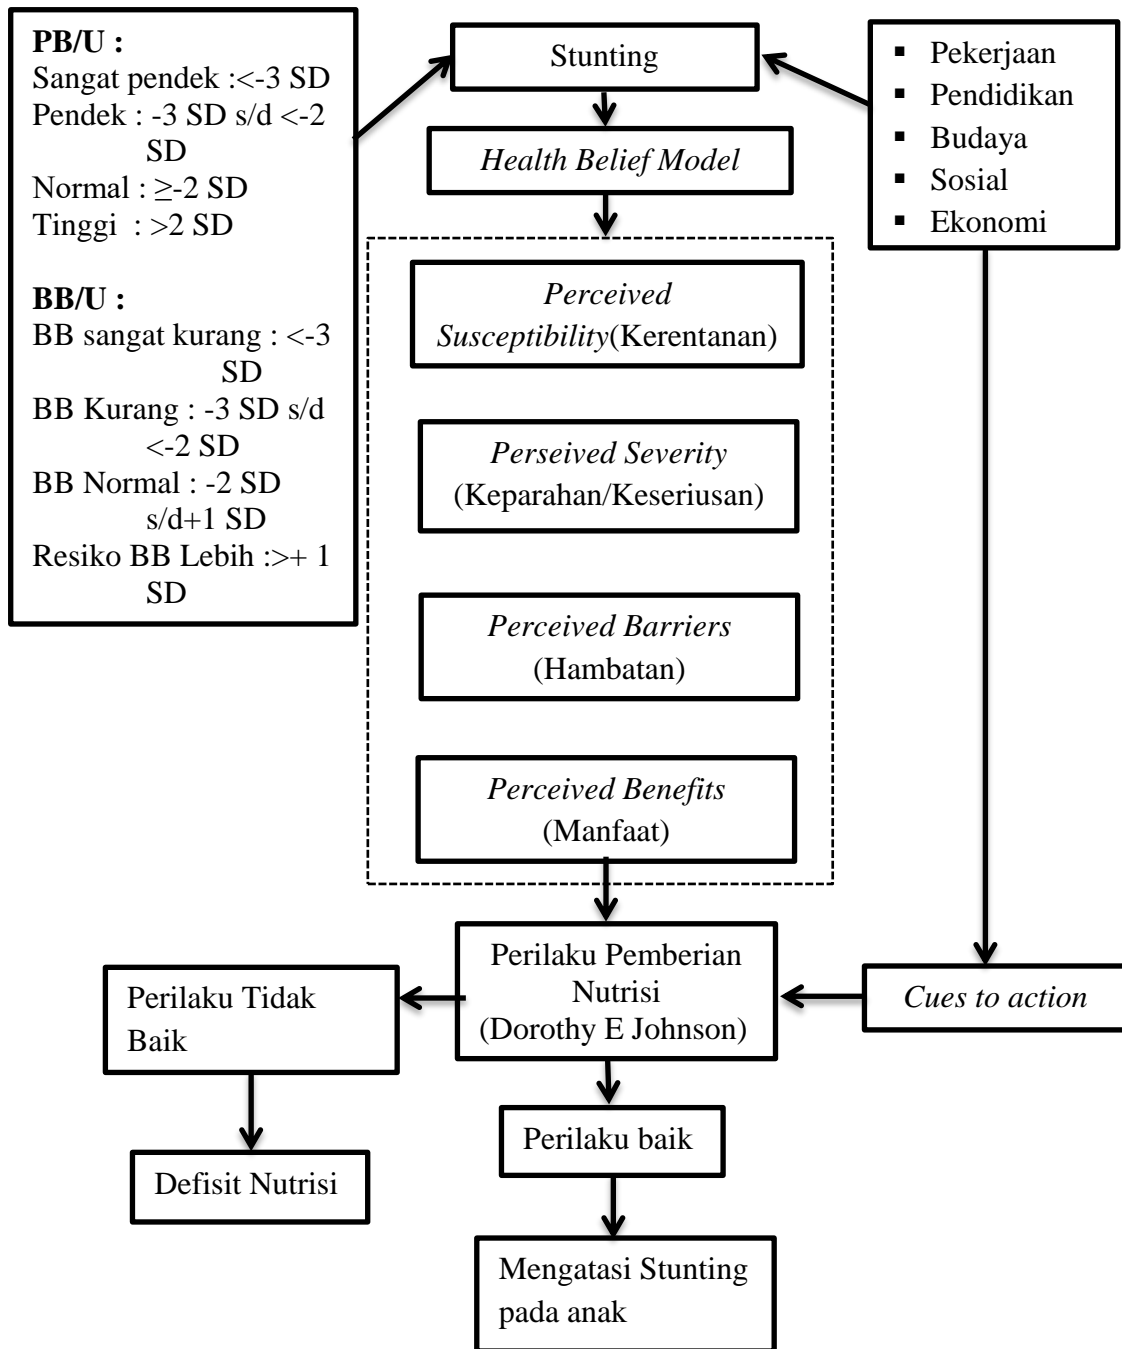 PB/U :
Sangat pendek :<-3 SD
Pendek : -3 SD s/d <-2
SD
Normal : ≥-2 SD
Tinggi : >2 SD
BB/U :
BB sangat kurang : <-3
SD
BB Kurang : -3 SD s/d
<-2 SD
BB Normal : -2 SD
s/d+1 SD
Resiko BB Lebih :>+ 1
SD
Stunting
Health Belief Model
▪ Pekerjaan
▪ Pendidikan
▪ Budaya
▪ Sosial
▪ Ekonomi
Perceived
Susceptibility(Kerentanan)
Perseived Severity
(Keparahan/Keseriusan)
Perceived Barriers
(Hambatan)
Perceived Benefits
(Manfaat)
Perilaku Pemberian
Nutrisi
(Dorothy E Johnson)
Cues to action
Perilaku Tidak
Baik
Perilaku baik
Defisit Nutrisi
Mengatasi Stunting
pada anak